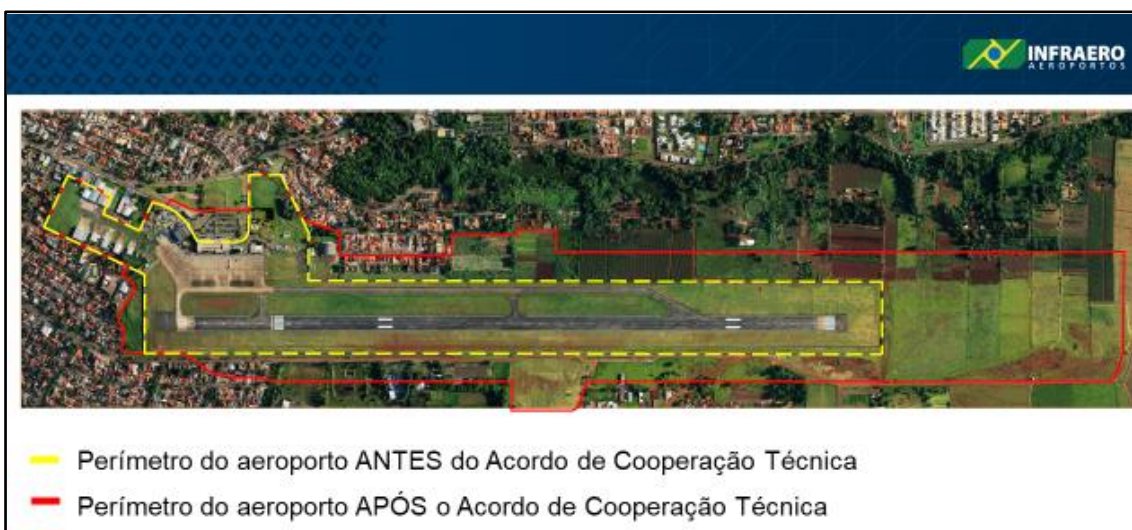 INFRAERO
AEROPORTOS
Perímetro do aeroporto ANTES do Acordo de Cooperação Técnica
Perímetro do aeroporto APÓS o Acordo de Cooperação Técnica